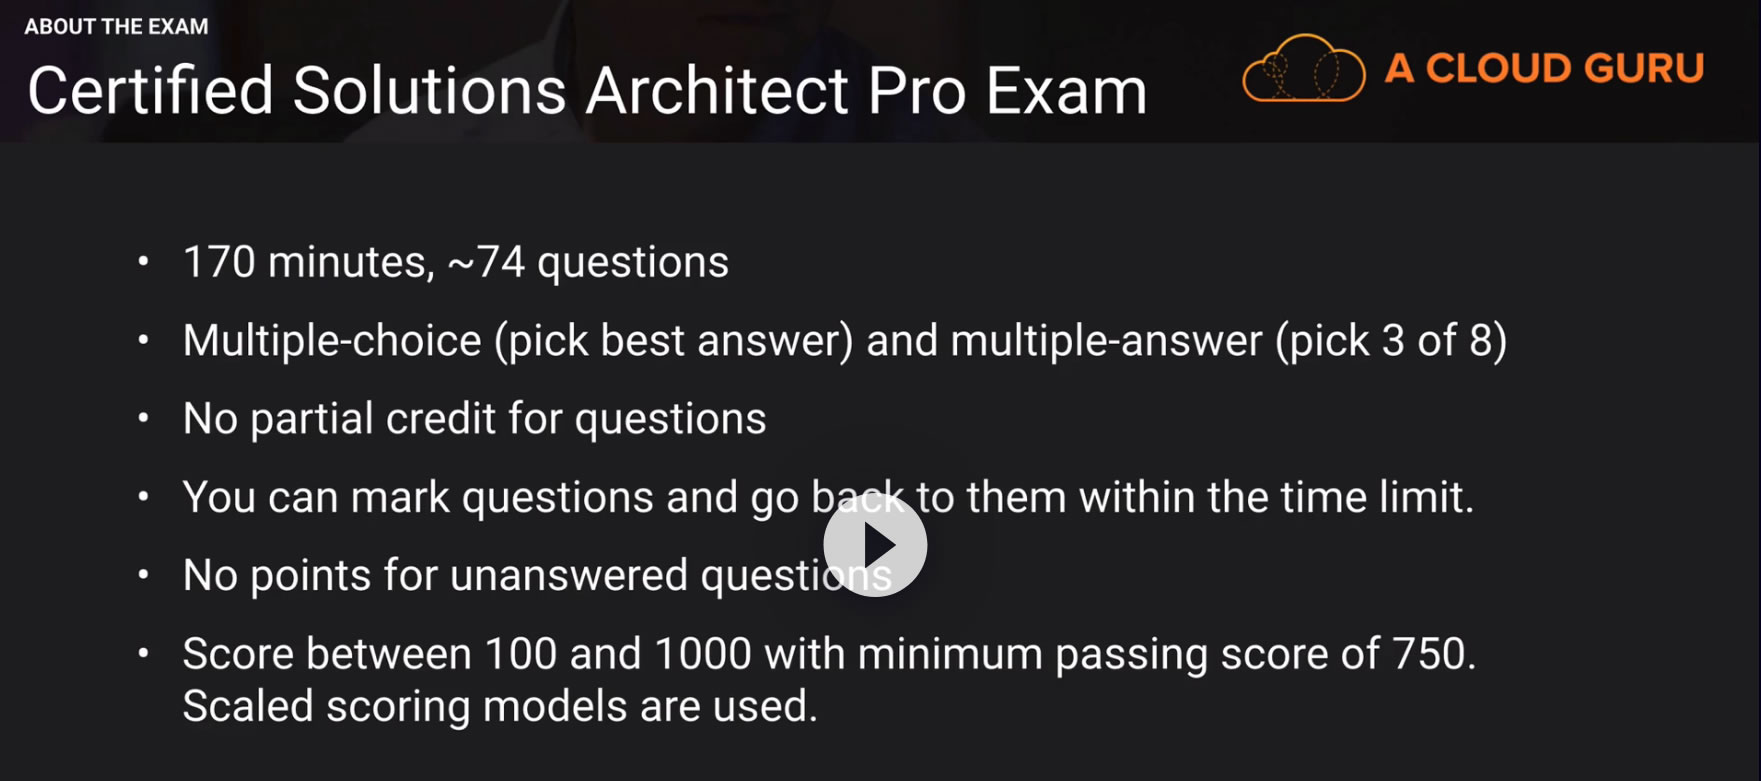 ABOUT THE EXAM
Certified Solutions Architect Pro Exam
A CLOUD GURU
• 170 minutes, ~74 questions
• Multiple-choice (pick best answer) and multiple-answer (pick 3 of 8)
• No partial credit for questions
• You can mark questions and go back to them within the time limit.
• No points for unanswered questions
• Score between 100 and 1000 with minimum passing score of 750.
Scaled scoring models are used.